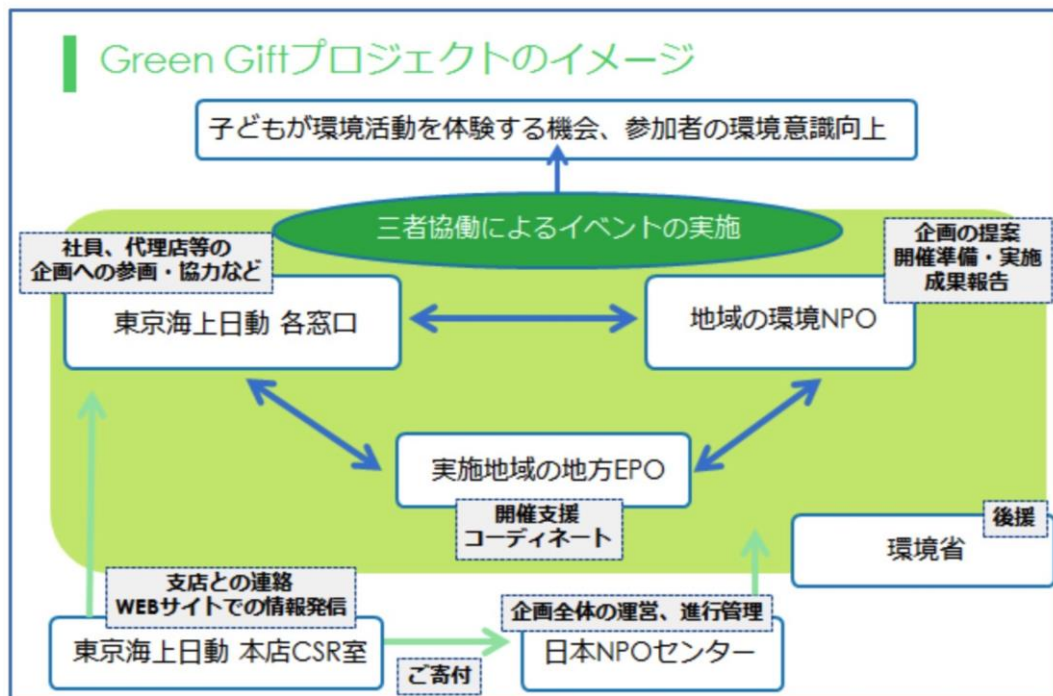 Green Giftプロジェクトのイメージ
子どもが環境活動を体験する機会、参加者の環境意識向上
三者協働によるイベントの実施
社員、代理店等の
企画への参画・協力など
東京海上日動 各窓口
企画の提案
開催準備・実施
成果報告
地域の環境NPO
実施地域の地方EPO
開催支援
コーディネート
後援
環境省
支店との連絡
WEBサイトでの情報発信
東京海上日動 本店CSR室
ご寄付
企画全体の運営、進行管理
日本NPOセンター